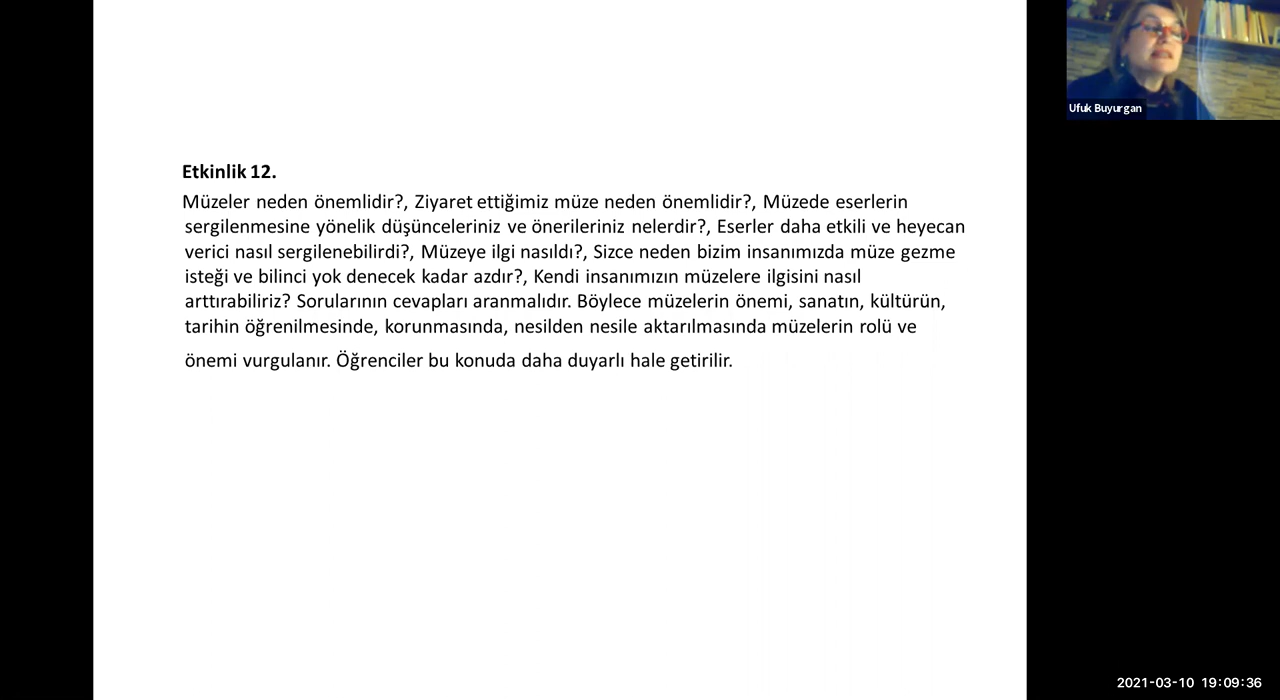 Ufuk Buyurgan
Etkinlik 12.
Müzeler neden önemlidir?, Ziyaret ettiğimiz müze neden önemlidir?, Müzede eserlerin
sergilenmesine yönelik düşünceleriniz ve önerileriniz nelerdir?, Eserler daha etkili ve heyecan
verici nasıl sergilenebilirdi?, Müzeye ilgi nasıldı?, Sizce neden bizim insanımızda müze gezme
isteği ve bilinci yok denecek kadar azdır?, Kendi insanımızın müzelere ilgisini nasıl
arttırabiliriz? Sorularının cevapları aranmalıdır. Böylece müzelerin önemi, sanatın, kültürün,
tarihin öğrenilmesinde, korunmasında, nesilden nesile aktarılmasında müzelerin rolü ve
önemi vurgulanır. Öğrenciler bu konuda daha duyarlı hale getirilir.
2021-03-10 19:09:36